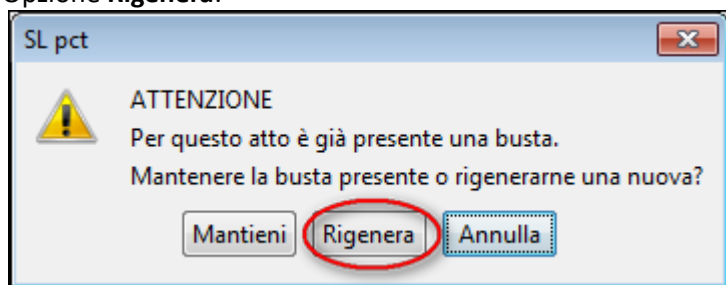 Opzione Rigenera.
SL pct
ATTENZIONE
Per questo atto è già presente una busta.
Mantenere la busta presente o rigenerarne una nuova?
Mantieni Rigenera Annulla